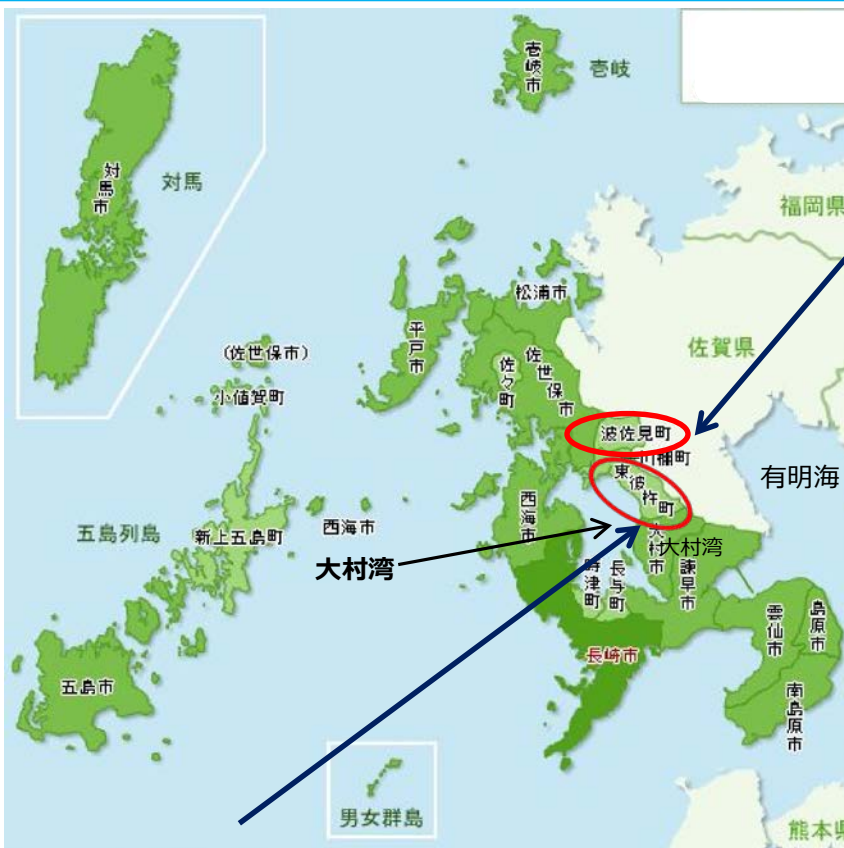 壱岐市
壱岐
対馬市
対馬
福岡県
松浦市
平戸市
佐賀県
(佐世保市)
佐々町
佐世保市
小値賀町
波佐見町
川棚町
東彼杵町
有明海
西海市
五島列島
新上五島町
西海市
大村湾
大村市
大村湾
時津町
長与町
諫早市
雲仙市
島原市
長崎市
五島市
南島原市
男女群島
熊本県